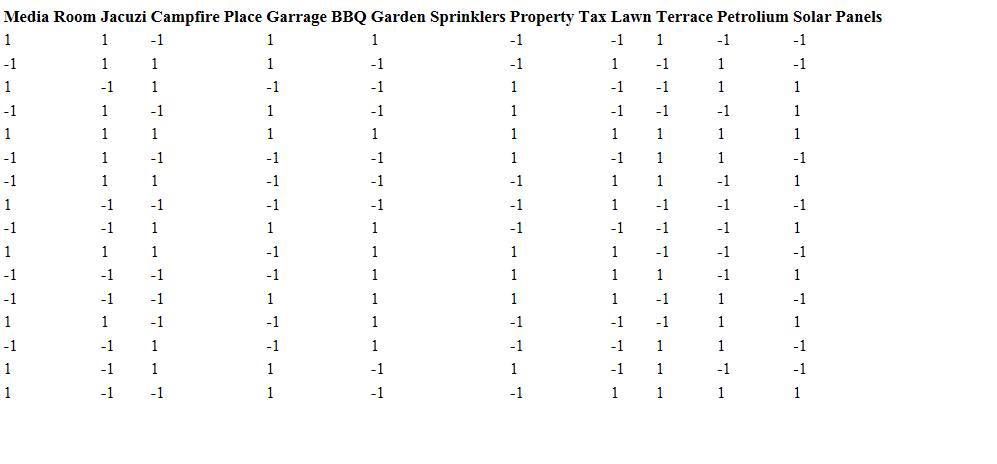 Media Room Jacuzi Campfire Place Garrage BBQ Garden Sprinklers Property Tax Lawn Terrace Petrolium Solar Panels
1 1 -1 1 1 -1 -1 1 -1 -1
-1 1 1 1 -1 -1 1 -1 1 -1
1 -1 1 -1 -1 1 -1 -1 1 1
-1 1 -1 1 -1 1 -1 -1 -1 1
1 1 1 1 1 1 1 1 1 1
-1 1 -1 -1 -1 1 -1 1 1 -1
-1 1 1 -1 -1 -1 1 1 -1 1
1 -1 -1 -1 -1 -1 1 -1 -1 -1
-1 -1 1 1 1 -1 -1 -1 -1 1
1 1 1 -1 1 1 1 -1 -1 -1
-1 -1 -1 -1 1 1 1 1 -1 1
-1 -1 -1 1 1 1 1 -1 1 -1
1 1 -1 -1 1 -1 -1 -1 1 1
-1 -1 1 -1 1 -1 -1 1 1 -1
1 -1 1 1 -1 1 -1 1 -1 -1
1 -1 -1 1 -1 -1 1 1 1 1